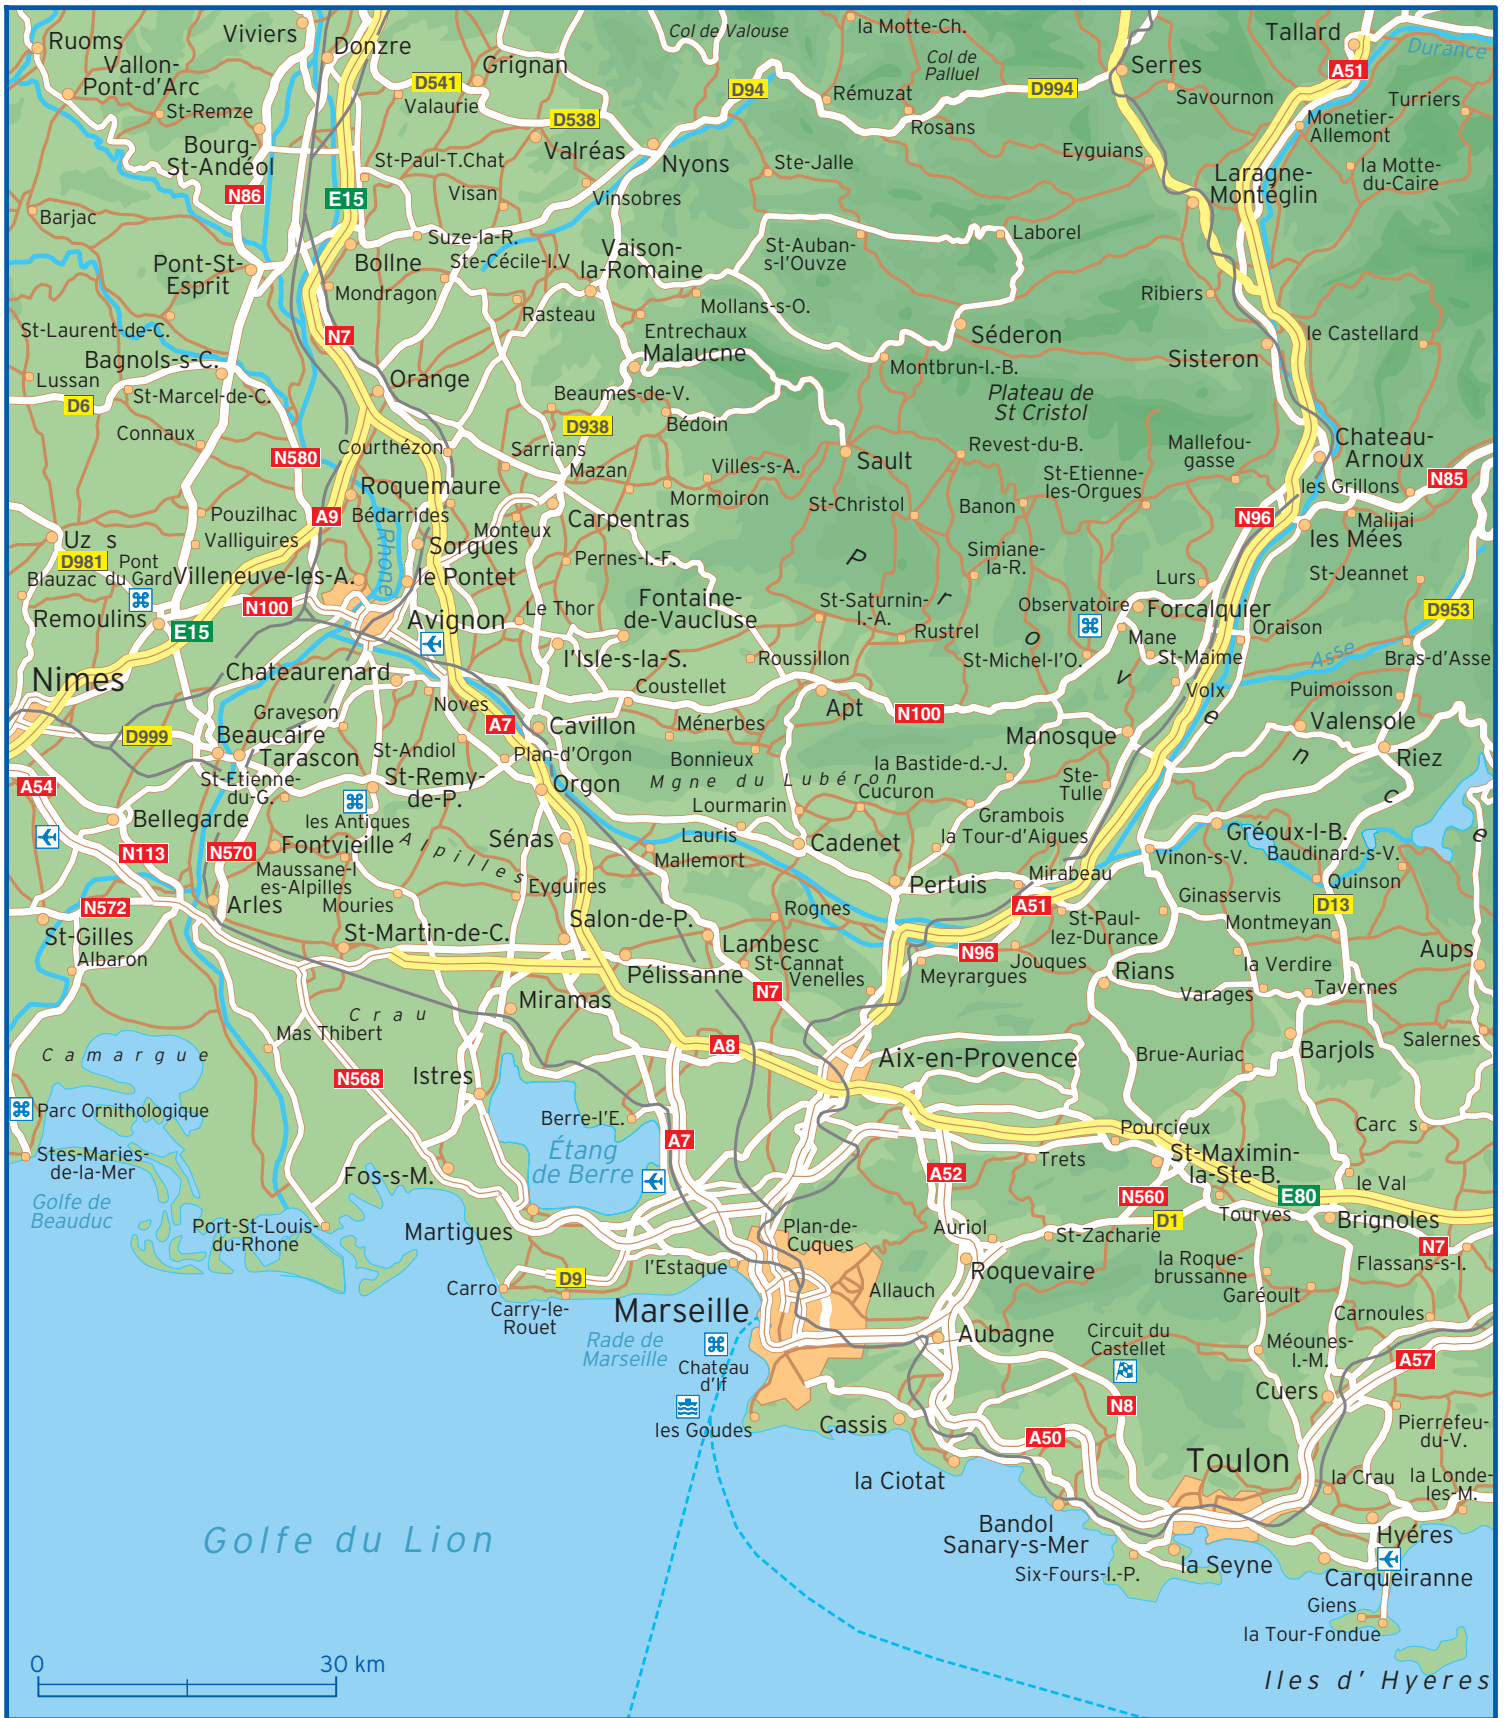 Ruoms
Viviers
Donzre
Col de Valouse
la Motte-Ch.
Tallard
Durance
Vallon-
Pont-d'Arc
Grignan
Col de
Palluel
Serres
A51
D541
D94
D994
Savournon
Turriers
St-Remze
Valaurie
Rémuzat
Rosans
Monetier-
Allemont
Bourg-
St-Andéol
D538
Valréas
Nyons
Eyguians
St-Paul-T.Chat
Ste-Jalle
Laragne-
Montéglin
la Motte-
du-Caire
N86
E15
Visan
Vinsobres
Barjac
Suze-la-R.
Vaison-
la-Romaine
St-Auban-
s-l'Ouvze
Laborel
Pont-St-
Esprit
Bollne
Ste-Cécile-l.V
Mondragon
Mollans-s-O.
Ribiers
St-Laurent-de-C.
Rasteau
Entrechaux
Séderon
le Castellard
N7
Bagnols-s-C.
Malaucne
Sisteron
Lussan
Orange
Montbrun-l.-B.
D6
St-Marcel-de-C.
Beaumes-de-V.
Plateau de
St Cristol
Connaux
D938
Bédoin
Courthézon
Sarrians
Revest-du-B.
Mallefou-
gasse
Chateau-
Arnoux
N580
Mazan
Villes-s-A.
Sault
St-Etienne-
les-Orgues
N85
Roquemaure
Mormoiron
St-Christol
Banon
les Grillons
Pouzilhac
A9
Bédarrides
Carpentras
N96
Malijai
Uz s
Valliguires
Monteux
Sorgues
les Mées
Rhone
D981
Pont
du Gard
Blauzac
Villeneuve-les-A.
le Pontet
Pernes-l.-F.
Simiane-
la-R.
Lurs
St-Jeannet
Remoulins
N100
Le Thor
Fontaine-
de-Vaucluse
St-Saturnin-
l.-A.
Observatoire
Forcalquier
D953
E15
Avignon
Rustrel
Mane
Oraison
Nimes
Chateaurenard
l'Isle-s-la-S.
Roussillon
St-Michel-l'O.
St-Maime
Asse
Bras-d'Asse
Coustellet
Volx
Puimoisson
Graveson
Noves
Apt
N100
D999
Beaucaire
A7
Cavillon
Ménerbes
Manosque
Valensole
Tarascon
St-Andiol
Plan-d'Orgon
Bonnieux
Riez
A54
St-Etienne-
du-G.
St-Remy-
de-P.
Orgon
Mgne du Lubéron
la Bastide-d.-J.
Ste-
Tulle
Provence
Cucuron
Bellegarde
les Antiques
Lourmarin
Grambois
Gréoux-l-B.
N113
N570
Fontvieille
Alpilles
Sénas
Lauris
Cadenet
la Tour-d'Aigues
Vinon-s-V.
Baudinard-s-V.
Mallemort
Maussane-l
es-Alpilles
Eyguires
Pertuis
Mirabeau
Quinson
N572
Arles
Mouries
Ginasservis
D13
St-Gilles
St-Martin-de-C.
Salon-de-P.
Rognes
A51
St-Paul-
lez-Durance
Montmeyan
Albaron
Lambesc
N96
Jouques
Aups
Pélissanne
St-Cannat
Meyrargues
la Verdire
Miramas
N7
Venelles
Rians
Varages
Tavernes
Crau
Mas Thibert
Camargue
A8
Aix-en-Provence
Brue-Auriac
Barjols
Salernes
N568
Istres
Parc Ornithologique
Berre-l'E.
Stes-Maries-
de-la-Mer
A7
Pourcieux
Carc s
Étang
de Berre
Trets
St-Maximin-
la-Ste-B.
Golfe de
Beauduc
Fos-s-M.
A52
N560
E80
le Val
Port-St-Louis-
du-Rhone
Martigues
Plan-de-
Cuques
Auriol
D1
Tourves
Brignoles
St-Zacharie
N7
l'Estaque
la Roque-
brussanne
Flassans-s-l.
Carro
D9
Roquevaire
Garéoult
Carry-le-
Rouet
Marseille
Allauch
Carnoules
Rade de
Marseille
Aubagne
Circuit du
Castellet
Méounes-
l.-M.
A57
Chateau
d'If
Cuers
N8
les Goudes
Cassis
A50
Pierrefeu-
du-V.
la Ciotat
Toulon
la Crau
la Londe-
les-M.
Golfe du Lion
Bandol
Sanary-s-Mer
Hyéres
Six-Fours-l.-P.
la Seyne
Carqueiranne
Giens
la Tour-Fondue
0
30 km
Iles d' Hyeres